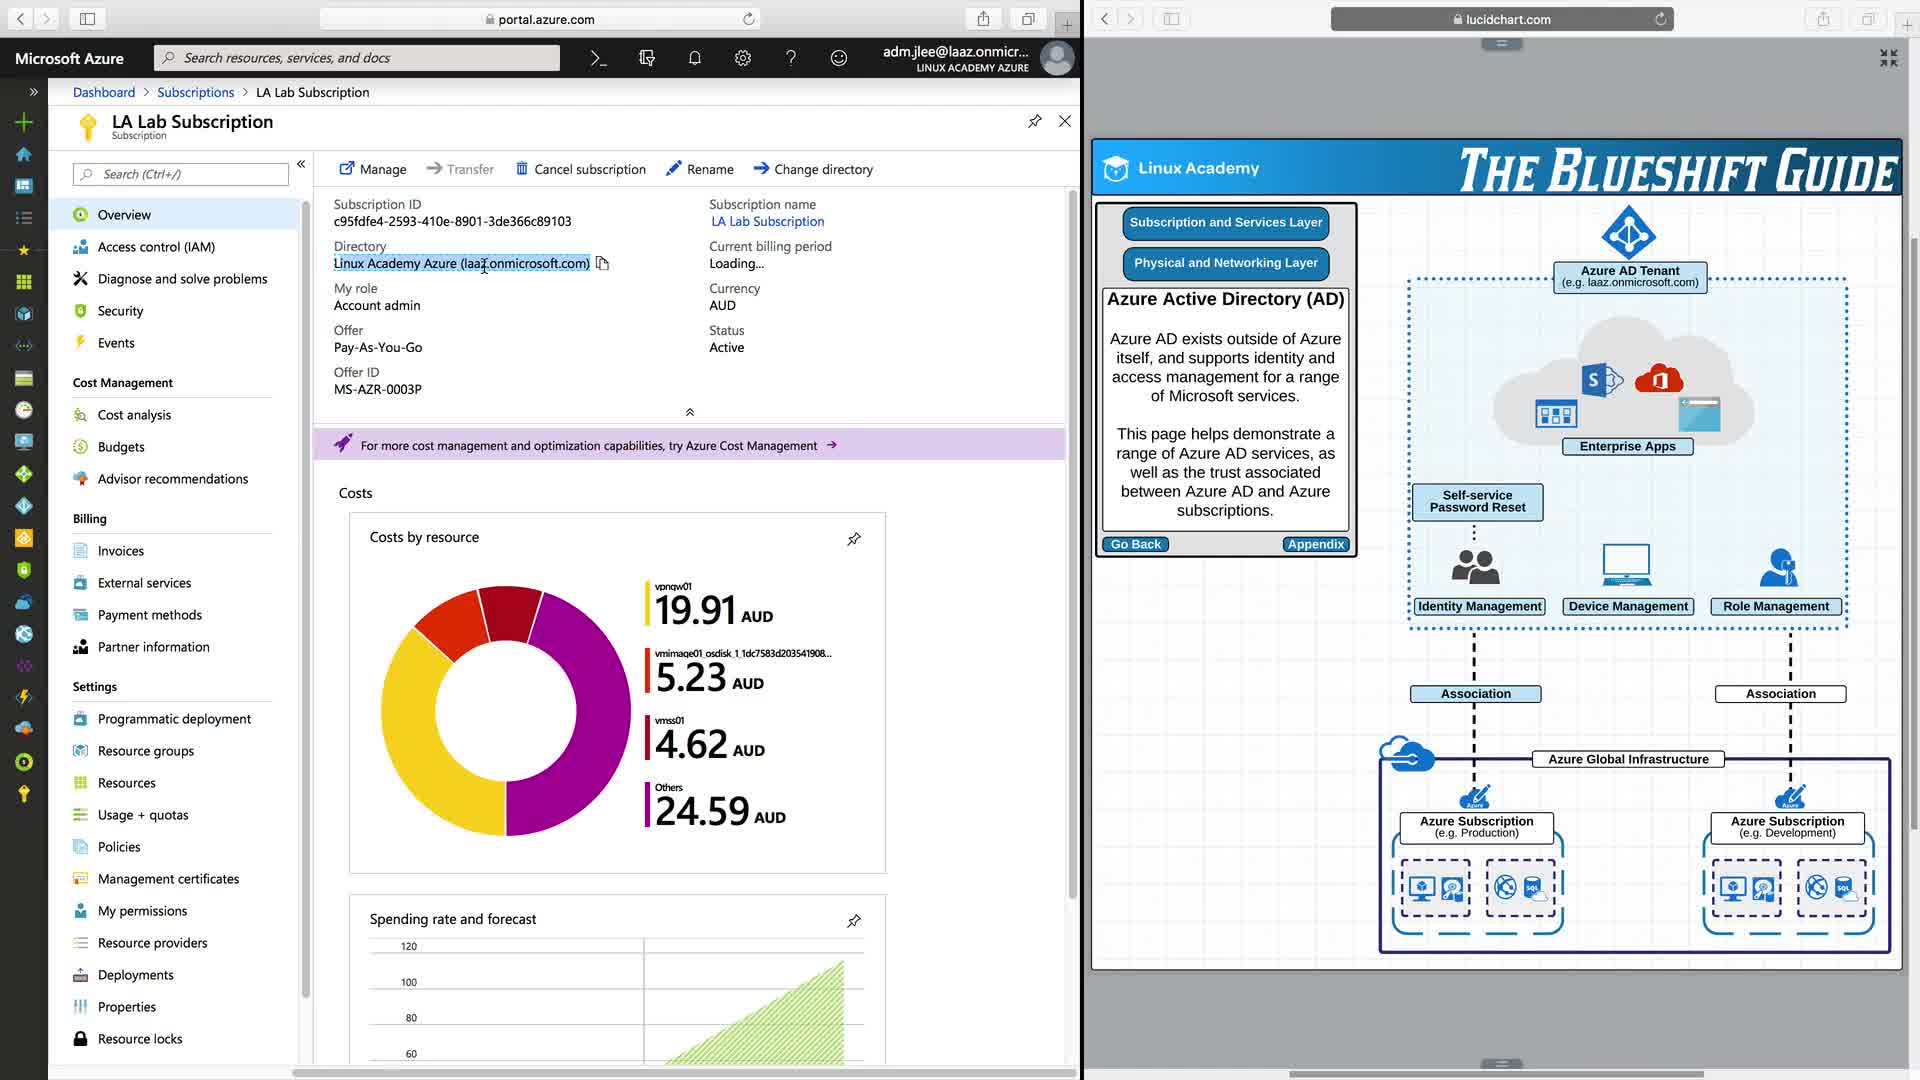 portal.azure.com
Microsoft Azure
Search resources, services, and docs
adm.jlee@laaz.onmicr...
LINUX ACADEMY AZURE
Dashboard > Subscriptions > LA Lab Subscription
LA Lab Subscription
Subscription
Search (Ctrl+/)
Overview
Access control (IAM)
Diagnose and solve problems
Security
Events
Cost Management
Cost analysis
Budgets
Advisor recommendations
Billing
Invoices
External services
Payment methods
Partner information
Settings
Programmatic deployment
Resource groups
Resources
Usage + quotas
Policies
Management certificates
My permissions
Resource providers
Deployments
Properties
Resource locks
Manage
Transfer
Cancel subscription
Rename
Change directory
Subscription ID
c95fdfe4-2593-410e-8901-3de366c89103
Directory
Linux Academy Azure (laaz.onmicrosoft.com)
My role
Account admin
Offer
Pay-As-You-Go
Offer ID
MS-AZR-0003P
Subscription name
LA Lab Subscription
Current billing period
Loading...
Currency
AUD
Status
Active
For more cost management and optimization capabilities, try Azure Cost Management
Costs
Costs by resource
vpngw01
19.91 AUD
vmimage01_osdisk_1_1dc7583d203541908...
5.23 AUD
vmss01
4.62 AUD
Others
24.59 AUD
Spending rate and forecast
120
100
80
60
lucidchart.com
Linux Academy
THE BLUESHIFT GUIDE
Subscription and Services Layer
Physical and Networking Layer
Azure Active Directory (AD)
Azure AD exists outside of Azure
itself, and supports identity and
access management for a range
of Microsoft services.
This page helps demonstrate a
range of Azure AD services, as
well as the trust associated
between Azure AD and Azure
subscriptions.
Go Back
Appendix
Azure AD Tenant
(e.g. laaz.onmicrosoft.com)
Enterprise Apps
Self-service
Password Reset
Identity Management
Device Management
Role Management
Association
Association
Azure Global Infrastructure
Azure Subscription
(e.g. Production)
Azure Subscription
(e.g. Development)